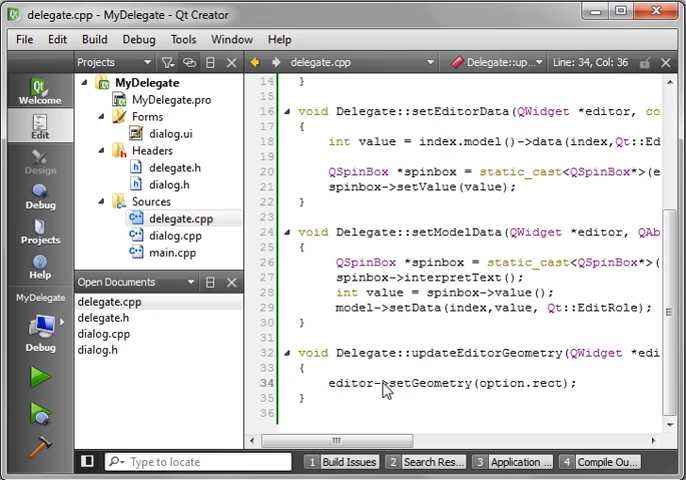 delegate.cpp - MyDelegate - Qt Creator
File Edit Build Debug Analyze Tools Window Help
Projects
delegate.cpp
Delegate::up...
Line: 34, Col: 36
Welcome
Edit
Design
Debug
Projects
Help
MyDelegate
Debug
MyDelegate
MyDelegate.pro
Forms
dialog.ui
Headers
delegate.h
dialog.h
Sources
delegate.cpp
dialog.cpp
main.cpp
Open Documents
delegate.cpp
delegate.h
dialog.cpp
dialog.h
14 }
15
16 void Delegate::setEditorData(QWidget *editor, co
17 {
18 int value = index.model()->data(index,Qt::Ed
19
20 QSpinBox *spinbox = static_cast<QSpinBox*>(e
21 spinbox->setValue(value);
22 }
23
24 void Delegate::setModelData(QWidget *editor, QAb
25 {
26 QSpinBox *spinbox = static_cast<QSpinBox*>(
27 spinbox->interpretText();
28 int value = spinbox->value();
29 model->setData(index,value, Qt::EditRole);
30 }
31
32 void Delegate::updateEditorGeometry(QWidget *edi
33 {
34 editor->setGeometry(option.rect);
35 }
36
Type to locate
1 Build Issues
2 Search Res...
3 Application ...
4 Compile Ou...